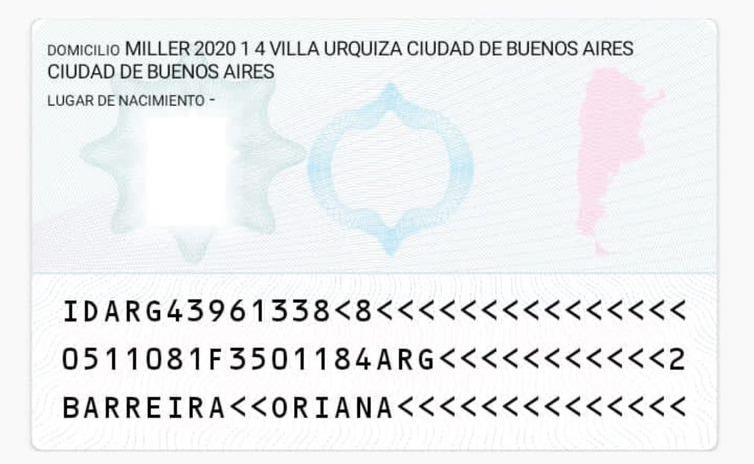 DOMICILIO MILLER 2020 1 4 VILLA URQUIZA CIUDAD DE BUENOS AIRES
CIUDAD DE BUENOS AIRES
LUGAR DE NACIMIENTO -
IDARG43961338<8<<<<<<<<<<<<<<<
0511081F3501184ARG<<<<<<<<<<<2
BARREIRA<<ORIANA<<<<<<<<<<<<<<